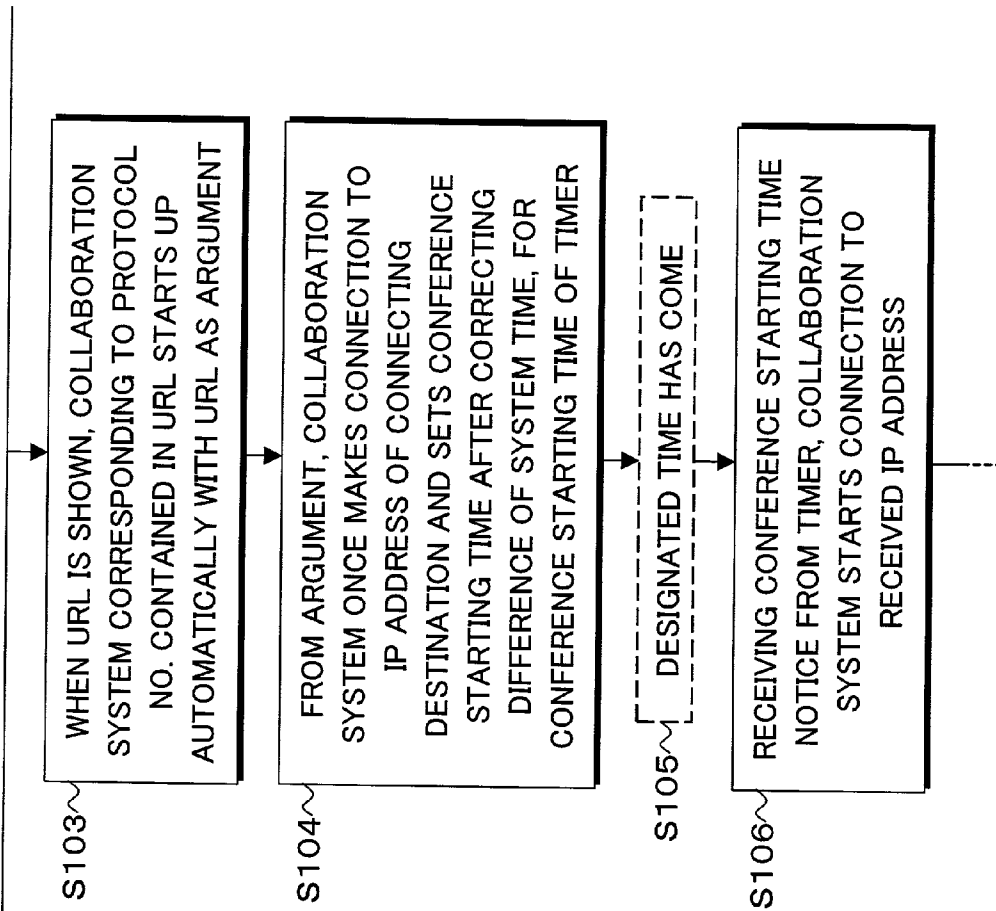 S103
WHEN URL IS SHOWN, COLLABORATION
SYSTEM CORRESPONDING TO PROTOCOL
NO. CONTAINED IN URL STARTS UP
AUTOMATICALLY WITH URL AS ARGUMENT
S104
FROM ARGUMENT, COLLABORATION
SYSTEM ONCE MAKES CONNECTION TO
IP ADDRESS OF CONNECTING
DESTINATION AND SETS CONFERENCE
STARTING TIME AFTER CORRECTING
DIFFERENCE OF SYSTEM TIME, FOR
CONFERENCE STARTING TIME OF TIMER
S105
DESIGNATED TIME HAS COME
S106
RECEIVING CONFERENCE STARTING TIME
NOTICE FROM TIMER, COLLABORATION
SYSTEM STARTS CONNECTION TO
RECEIVED IP ADDRESS